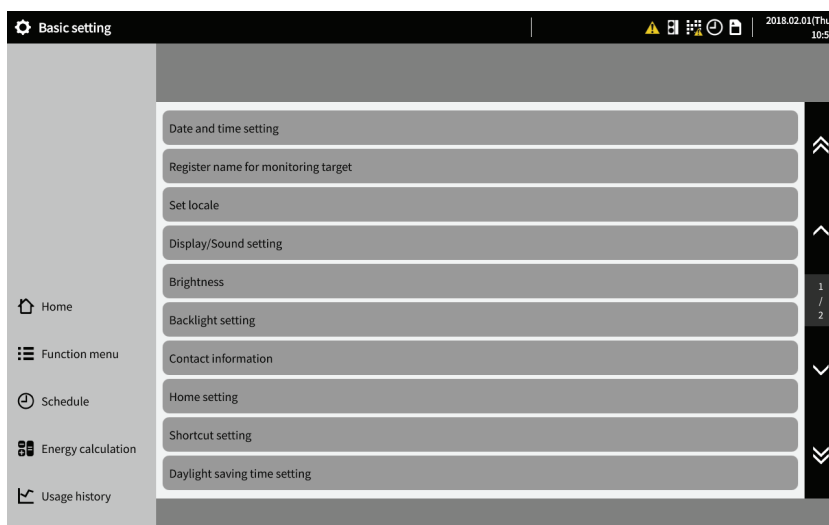 Basic setting
2018.02.01(Thu
10:5
Date and time setting
Register name for monitoring target
Set locale
Display/Sound setting
Brightness
Backlight setting
Contact information
Home setting
Shortcut setting
Daylight saving time setting
Home
Function menu
Schedule
Energy calculation
Usage history
1
/
2